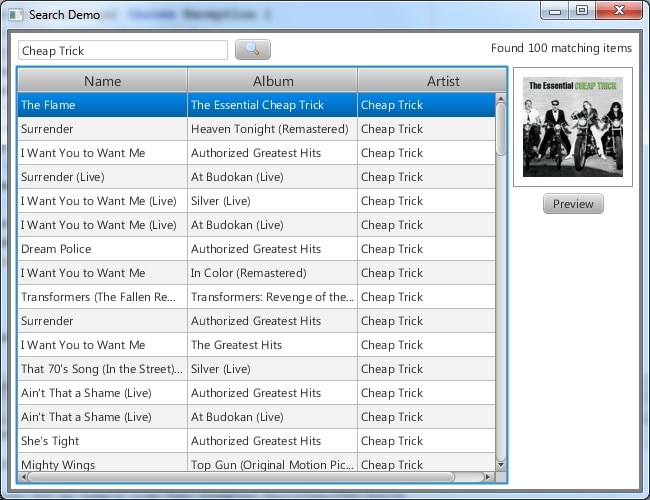 Search Demo
Cheap Trick
Found 100 matching items
Name Album Artist
The Flame The Essential Cheap Trick Cheap Trick
Surrender Heaven Tonight (Remastered) Cheap Trick
I Want You to Want Me Authorized Greatest Hits Cheap Trick
Surrender (Live) At Budokan (Live) Cheap Trick
I Want You to Want Me (Live) Silver (Live) Cheap Trick
I Want You to Want Me (Live) At Budokan (Live) Cheap Trick
Dream Police Authorized Greatest Hits Cheap Trick
I Want You to Want Me In Color (Remastered) Cheap Trick
Transformers (The Fallen Re... Transformers: Revenge of the... Cheap Trick
Surrender Authorized Greatest Hits Cheap Trick
I Want You to Want Me The Greatest Hits Cheap Trick
That 70's Song (In the Street)... Silver (Live) Cheap Trick
Ain't That a Shame (Live) Authorized Greatest Hits Cheap Trick
Ain't That a Shame (Live) At Budokan (Live) Cheap Trick
She's Tight Authorized Greatest Hits Cheap Trick
Mighty Wings Top Gun (Original Motion Pic... Cheap Trick
The Essential CHEAP TRICK
Preview